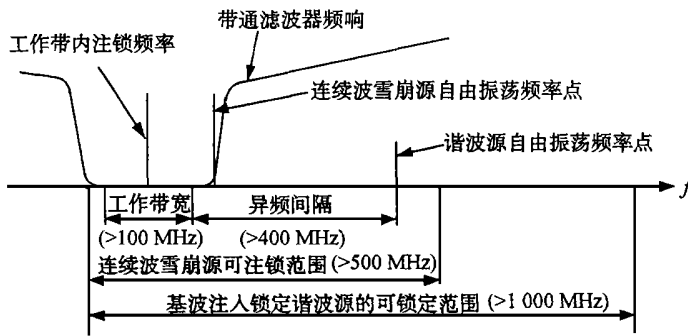 带通滤波器频响
工作带内注锁频率
连续波雪崩源自由振荡频率点
谐波源自由振荡频率点
f
工作带宽
异频间隔
(>100 MHz)
(>400 MHz)
连续波雪崩源可注锁范围 (>500 MHz)
基波注入锁定谐波源的可锁定范围 (>1 000 MHz)